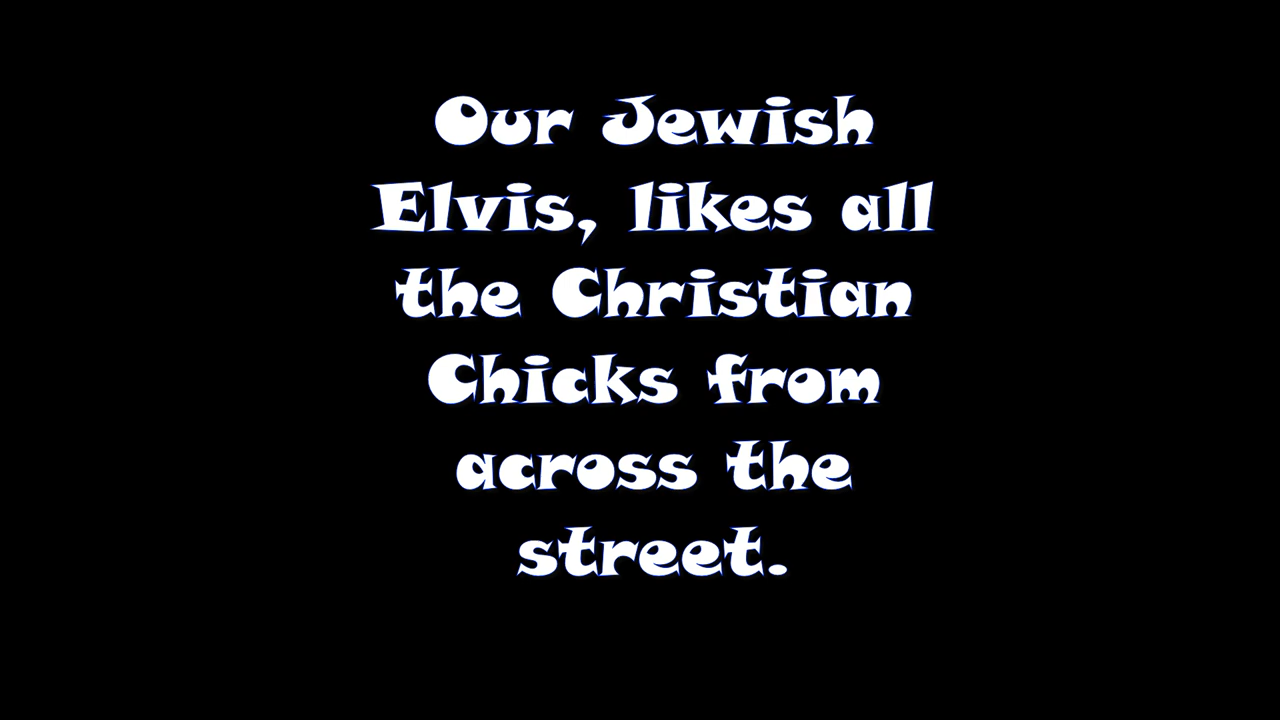 Our Jewish
Elvis, likes all
the Christian
Chicks from
across the
street.